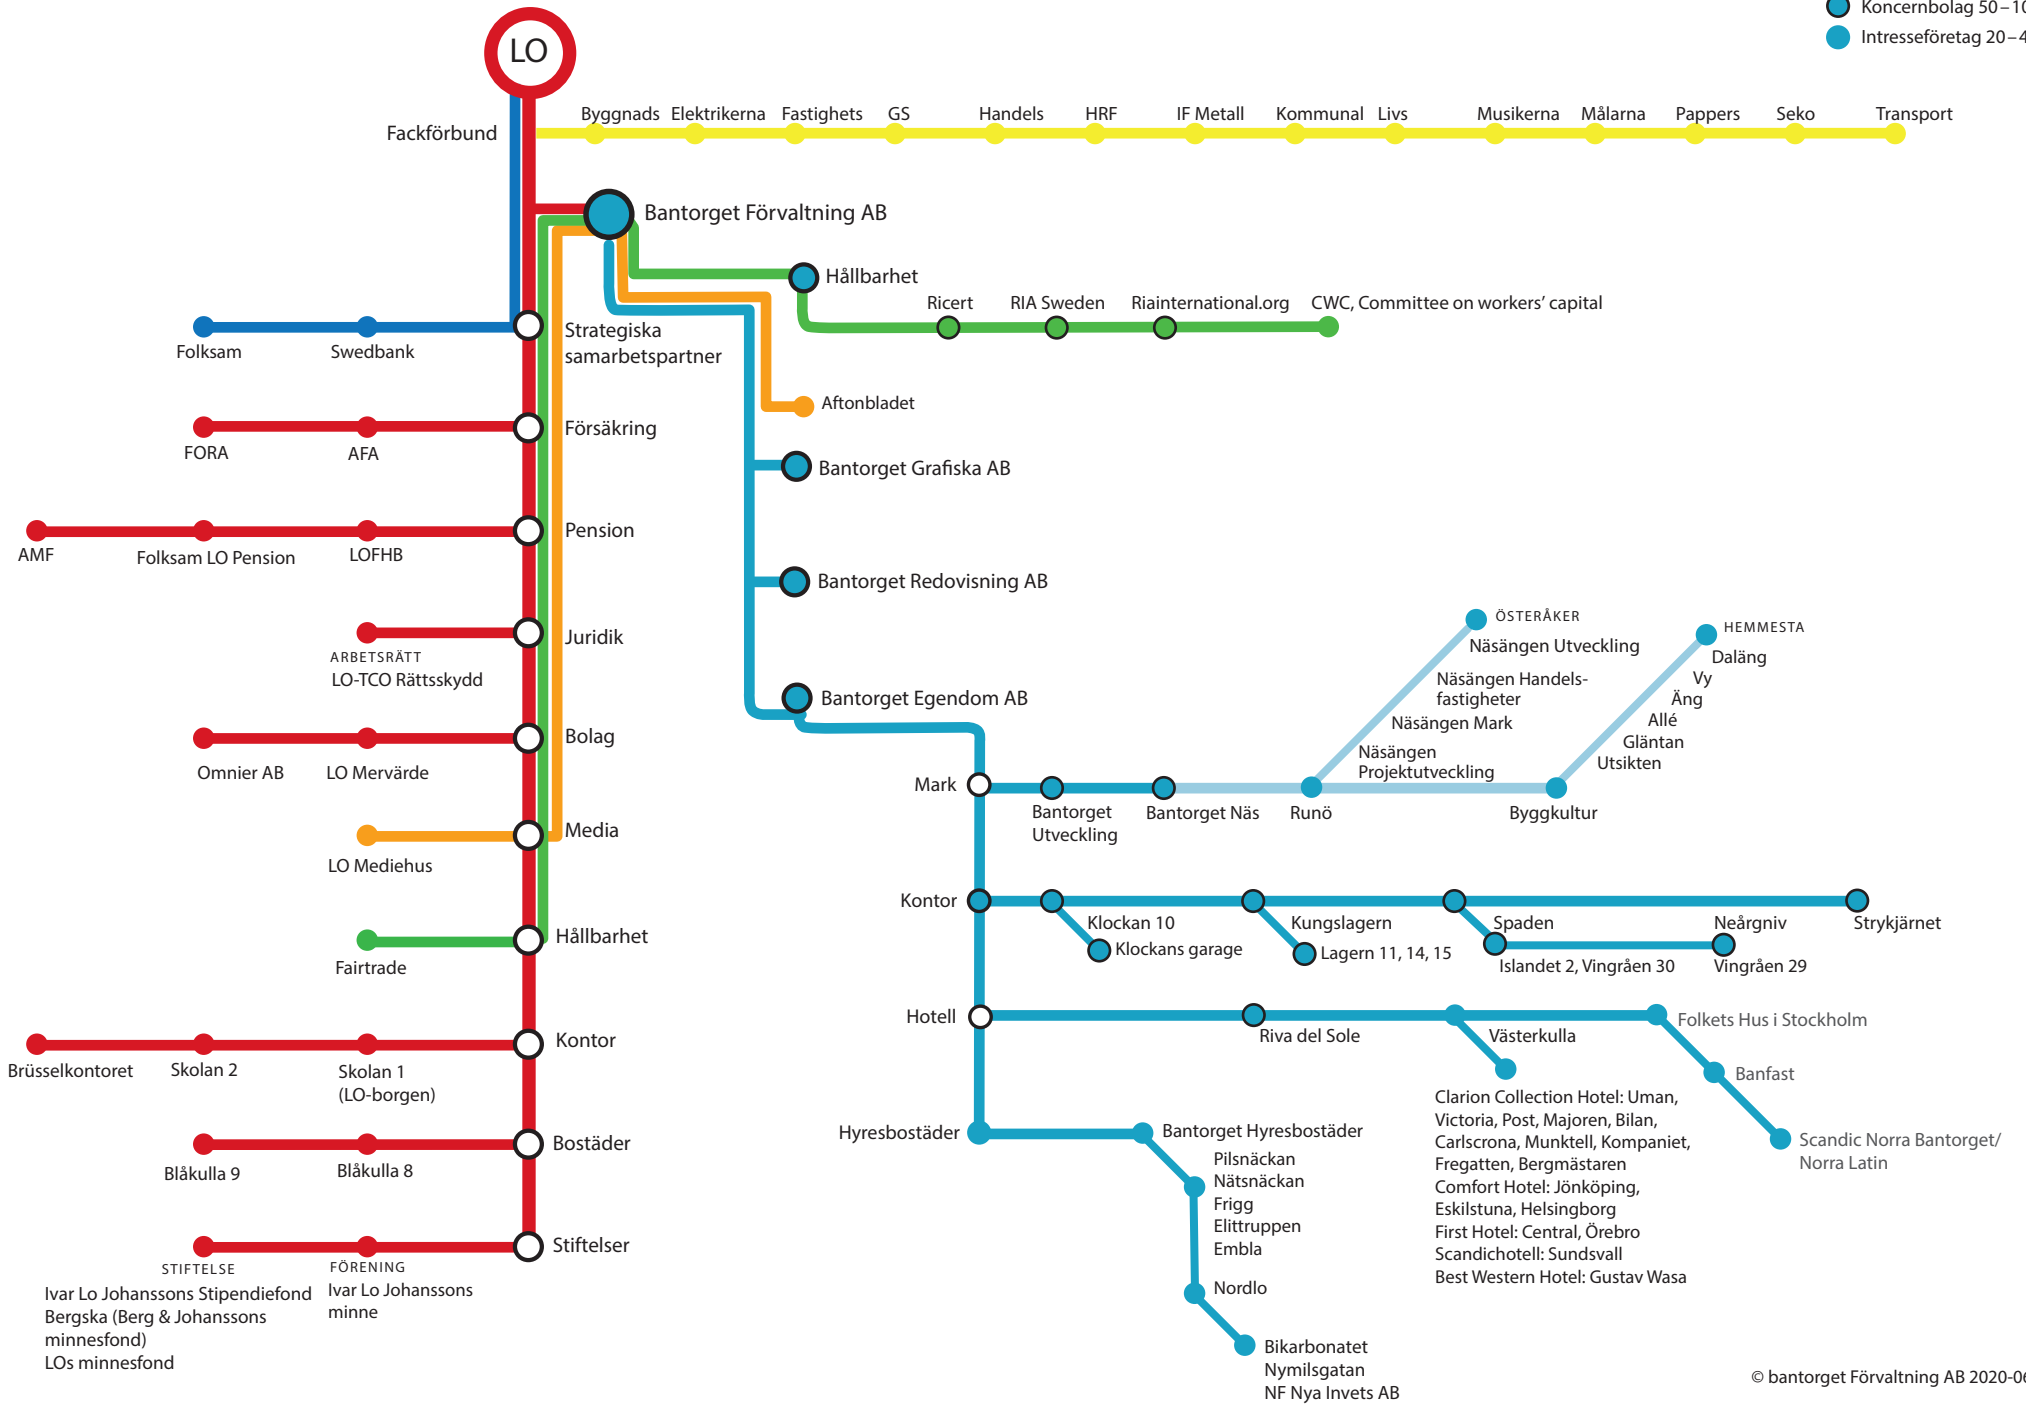 LO
Koncernbolag 50–10
Intresseföretag 20–4
Fackförbund
Byggnads
Elektrikerna
Fastighets
GS
Handels
HRF
IF Metall
Kommunal
Livs
Musikerna
Målarna
Pappers
Seko
Transport
Bantorget Förvaltning AB
Hållbarhet
Ricert
RIA Sweden
Riainternational.org
CWC, Committee on workers’ capital
Folksam
Swedbank
Strategiska
samarbetspartner
Aftonbladet
FORA
AFA
Försäkring
Bantorget Grafiska AB
AMF
Folksam LO Pension
LOFHB
Pension
Bantorget Redovisning AB
ARBETSRÄTT
LO-TCO Rättsskydd
Juridik
Bantorget Egendom AB
ÖSTERÅKER
Näsängen Utveckling
Näsängen Handels-
fastigheter
Näsängen Mark
Näsängen
Projektutveckling
HEMMESTA
Daläng
Vy
Äng
Allé
Gläntan
Utsikten
Omnier AB
LO Mervärde
Bolag
Mark
Bantorget
Utveckling
Bantorget Näs
Runö
Byggkultur
LO Mediehus
Media
Kontor
Klockan 10
Klockans garage
Kungslagern
Lagern 11, 14, 15
Spaden
Islandet 2, Vingråen 30
Neårgniv
Vingråen 29
Strykjärnet
Fairtrade
Hållbarhet
Hotell
Riva del Sole
Västerkulla
Folkets Hus i Stockholm
Banfast
Scandic Norra Bantorget/
Norra Latin
Clarion Collection Hotel: Uman,
Victoria, Post, Majoren, Bilan,
Carlscrona, Munktell, Kompaniet,
Fregatten, Bergmästaren
Comfort Hotel: Jönköping,
Eskilstuna, Helsingborg
First Hotel: Central, Örebro
Scandichotell: Sundsvall
Best Western Hotel: Gustav Wasa
Brüsselkontoret
Skolan 2
Skolan 1
(LO-borgen)
Kontor
Hyresbostäder
Bantorget Hyresbostäder
Pilsnäckan
Nätsnäckan
Frigg
Elittruppen
Embla
Nordlo
Bikarbonatet
Nymilsgatan
NF Nya Invets AB
Blåkulla 9
Blåkulla 8
Bostäder
Stiftelser
STIFTELSE
Ivar Lo Johanssons Stipendiefond
Bergska (Berg & Johanssons
minnesfond)
LOs minnesfond
FÖRENING
Ivar Lo Johanssons
minne
© bantorget Förvaltning AB 2020-06